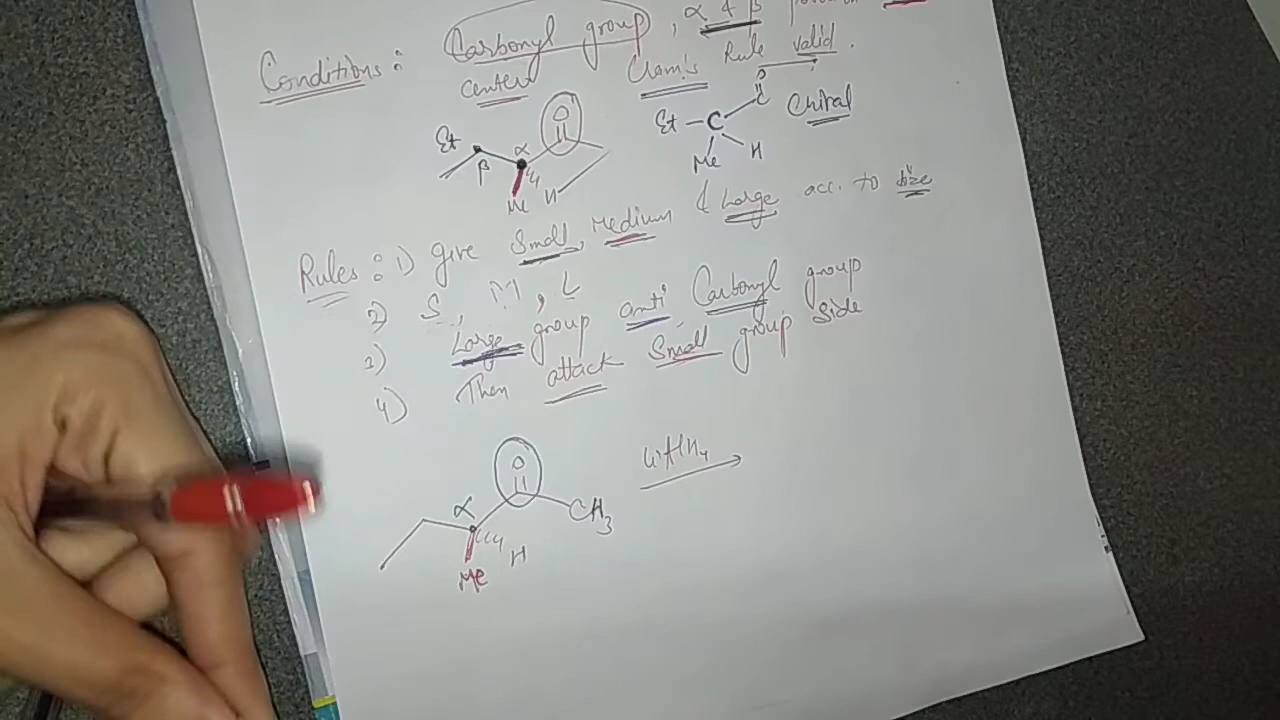 Conditions : Carbonyl group, α & β
center Cram's Rule valid.
Et β α O Me H
Et C O C Me H Chiral
Rules : 1) give Small, Medium & Large acc. to size
2) S, M, L
3) Large group anti Carbonyl group
4) Then attack Small group side
α O CH3 Me H LiAlH4